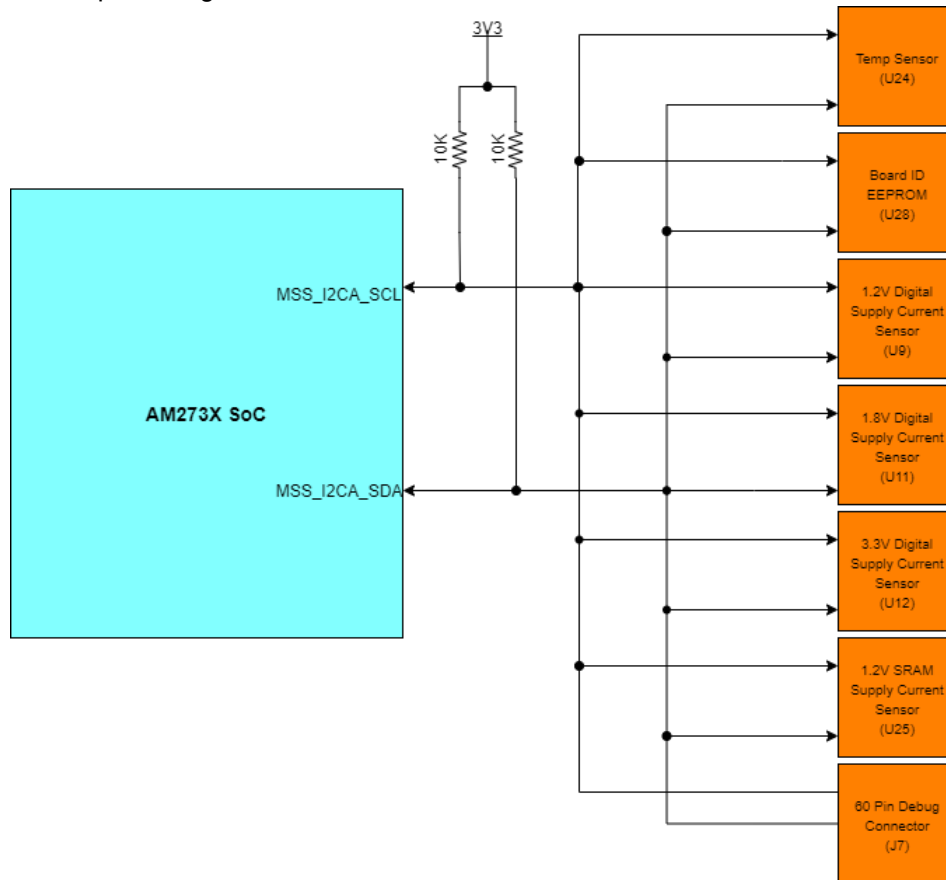 3V3
10K
10K
MSS_I2CA_SCL
AM273X SoC
MSS_I2CA_SDA
Temp Sensor
(U24)
Board ID
EEPROM
(U28)
1.2V Digital
Supply Current
Sensor
(U9)
1.8V Digital
Supply Current
Sensor
(U11)
3.3V Digital
Supply Current
Sensor
(U12)
1.2V SRAM
Supply Current
Sensor
(U25)
60 Pin Debug
Connector
(J7)